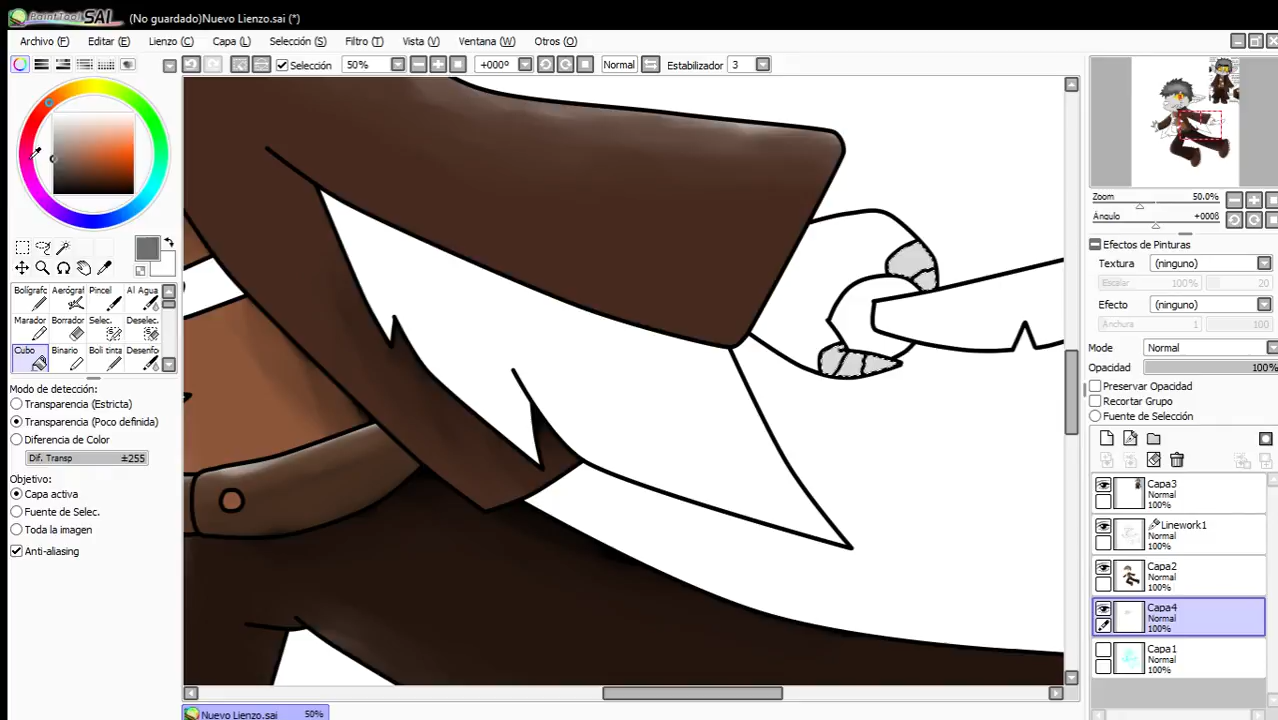 PaintTool SAI (No guardado)Nuevo Lienzo.sai (*)
Archivo (F) Editar (E) Lienzo (C) Capa (L) Selección (S) Filtro (T) Vista (V) Ventana (W) Otros (O)
Selección 50% +000º Normal Estabilizador 3
Zoom 50.0%
Ángulo +000ß
Efectos de Pinturas
Textura (ninguno)
Escalar 100% 20
Efecto (ninguno)
Anchura 1 100
Mode Normal
Opacidad 100%
Preservar Opacidad
Recortar Grupo
Fuente de Selección
Capa3
Normal
100%
Linework1
Normal
100%
Capa2
Normal
100%
Capa4
Normal
100%
Capa1
Normal
100%
Bolígrafc Aerógraf Pincel Al Agua
Marador Borrador Selec. Deselec.
Cubo Binario Boli tinta Desenfo
Modo de detección:
Transparencia (Estricta)
Transparencia (Poco definida)
Diferencia de Color
Dif. Transp ±255
Objetivo:
Capa activa
Fuente de Selec.
Toda la imagen
Anti-aliasing
Nuevo Lienzo.sai 50%